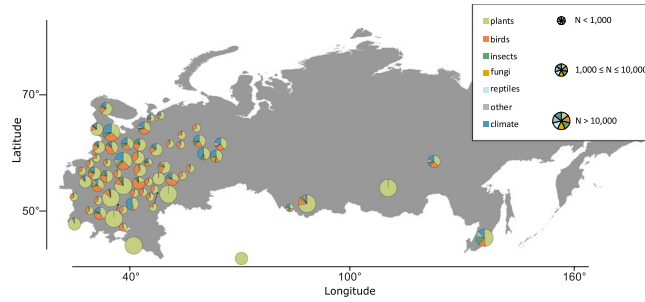 plants
birds
insects
fungi
reptiles
other
climate
N < 1,000
1,000 ≤ N ≤ 10,000
N > 10,000
70°
50°
Latitude
40°
100°
160°
Longitude